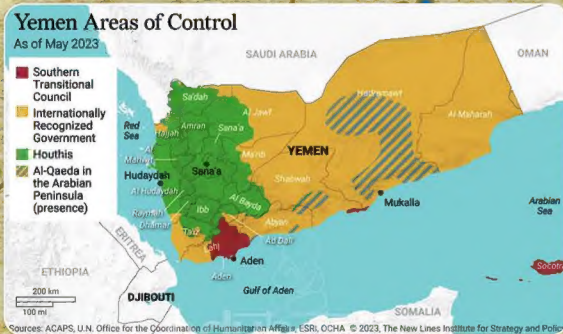 Yemen Areas of Control
As of May 2023
Southern
Transitional
Council
Internationally
Recognized
Government
Houthis
Al-Qaeda in
the Arabian
Peninsula
(presence)
SAUDI ARABIA
OMAN
Red
Sea
Sa'dah
Hadramawt
Al Jawf
Al Maharah
Hajjah
Amran
Sana'a
Al
Mahwit
Ma'rib
YEMEN
Sana'a
Hudaydah
Shabwah
Al Hudaydah
Al Bayda
Mukalla
Raymah
Dhamar
Ibb
Abyan
Arabian
Sea
Ta'iz
Ad Dali
Lahj
Aden
Aden
ERITREA
ETHIOPIA
Socotra
Gulf of Aden
200 km
100 mi
DJIBOUTI
SOMALIA
Sources: ACAPS, U.N. Office for the Coordination of Humanitarian Affairs, ESRI, OCHA © 2023, The New Lines Institute for Strategy and Policy